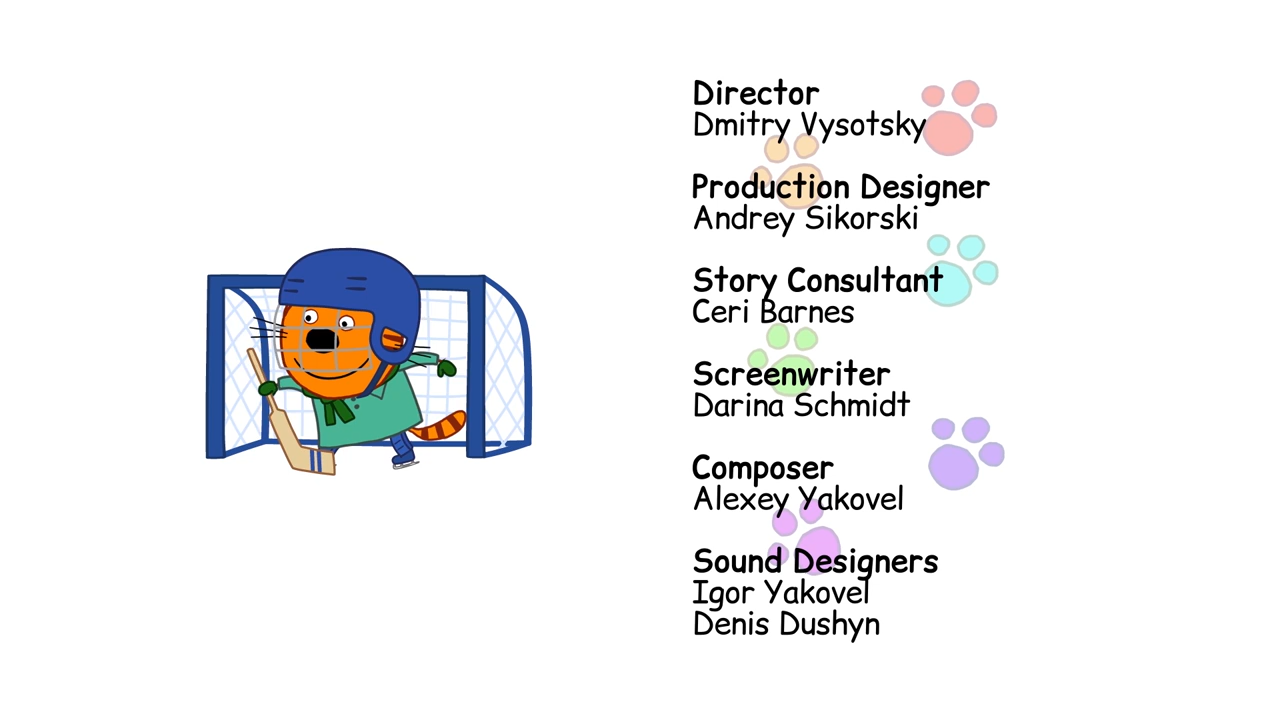 Director
Dmitry Vysotsky
Production Designer
Andrey Sikorski
Story Consultant
Ceri Barnes
Screenwriter
Darina Schmidt
Composer
Alexey Yakovel
Sound Designers
Igor Yakovel
Denis Dushyn